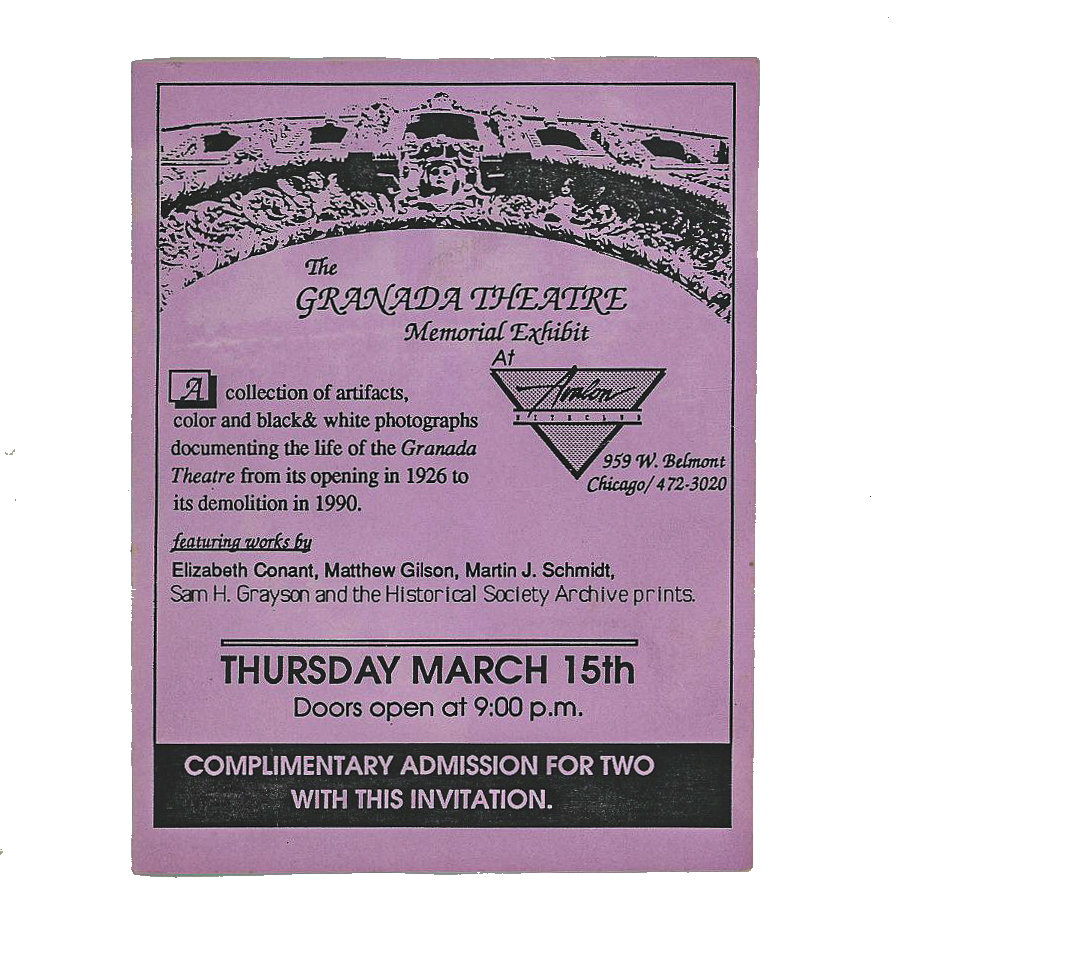 The
GRANADA THEATRE
Memorial Exhibit
At
Avalon
NITECLUB
959 W. Belmont
Chicago/ 472-3020
A collection of artifacts,
color and black& white photographs
documenting the life of the Granada
Theatre from its opening in 1926 to
its demolition in 1990.
featuring works by
Elizabeth Conant, Matthew Gilson, Martin J. Schmidt,
Sam H. Grayson and the Historical Society Archive prints.
THURSDAY MARCH 15th
Doors open at 9:00 p.m.
COMPLIMENTARY ADMISSION FOR TWO
WITH THIS INVITATION.